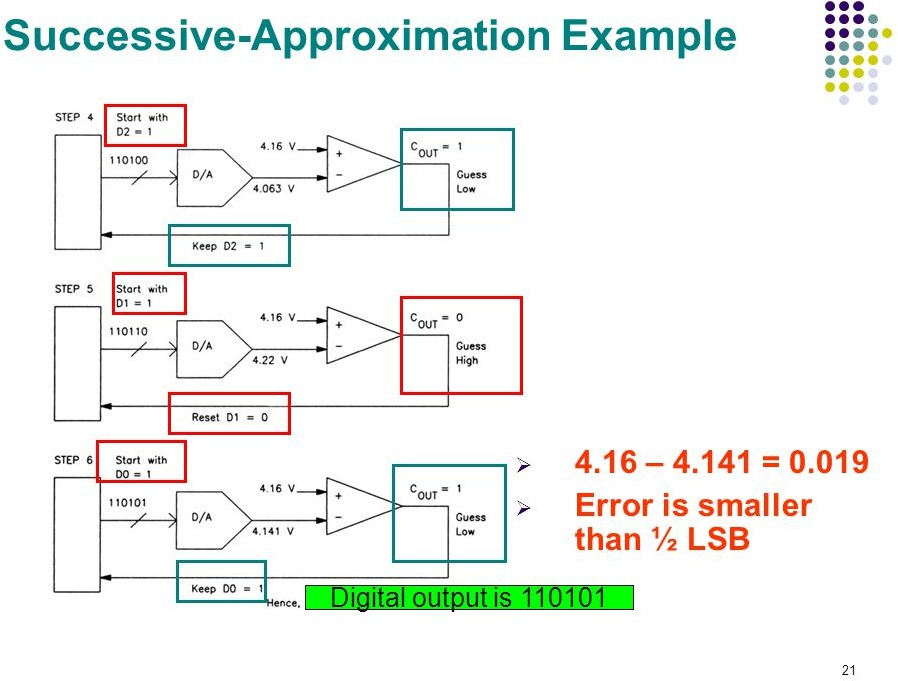 Successive-Approximation Example
STEP 4
Start with
D2 = 1
110100
D/A
4.16 V
4.063 V
+
-
COUT = 1
Guess
Low
Keep D2 = 1
STEP 5
Start with
D1 = 1
110110
D/A
4.16 V
4.22 V
+
-
COUT = 0
Guess
High
Reset D1 = 0
STEP 6
Start with
D0 = 1
110101
D/A
4.16 V
4.141 V
+
-
COUT = 1
Guess
Low
Keep D0 = 1
Hence, Digital output is 110101
4.16 – 4.141 = 0.019
Error is smaller
than ½ LSB
21